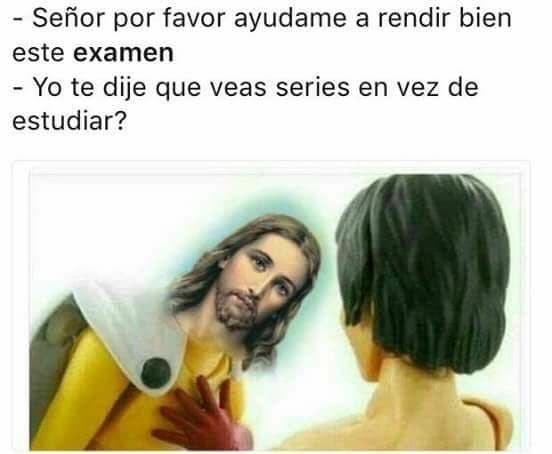 - Señor por favor ayudame a rendir bien
este examen
- Yo te dije que veas series en vez de
estudiar?